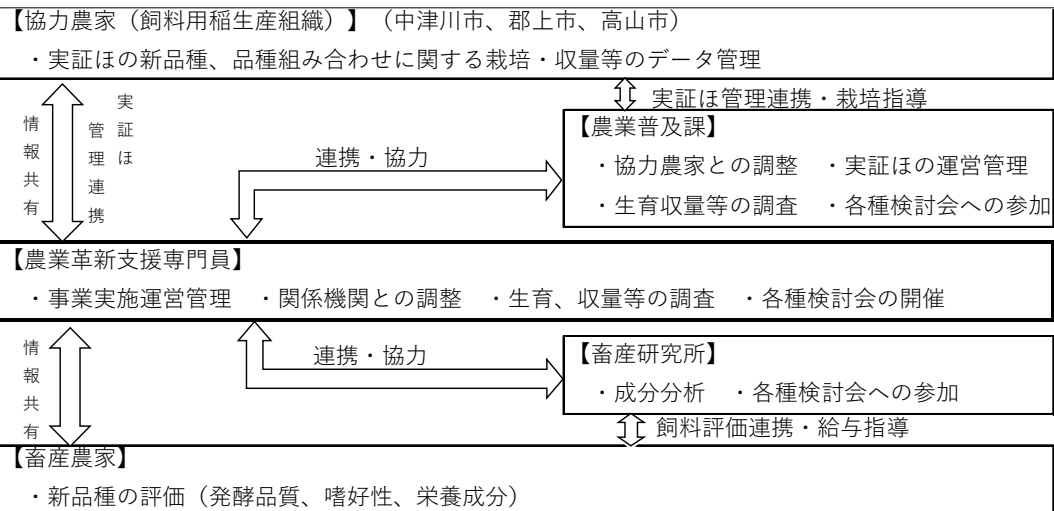 【協力農家（飼料用稲生産組織）】（中津川市、郡上市、高山市）
・実証ほの新品種、品種組み合わせに関する栽培・収量等のデータ管理
情報共有
実証ほ
管理連携
実証ほ管理連携・栽培指導
連携・協力
【農業普及課】
・協力農家との調整　・実証ほの運営管理
・生育収量等の調査　・各種検討会への参加
【農業革新支援専門員】
・事業実施運営管理　・関係機関との調整　・生育、収量等の調査　・各種検討会の開催
情報共有
連携・協力
【畜産研究所】
・成分分析　・各種検討会への参加
飼料評価連携・給与指導
【畜産農家】
・新品種の評価（発酵品質、嗜好性、栄養成分）